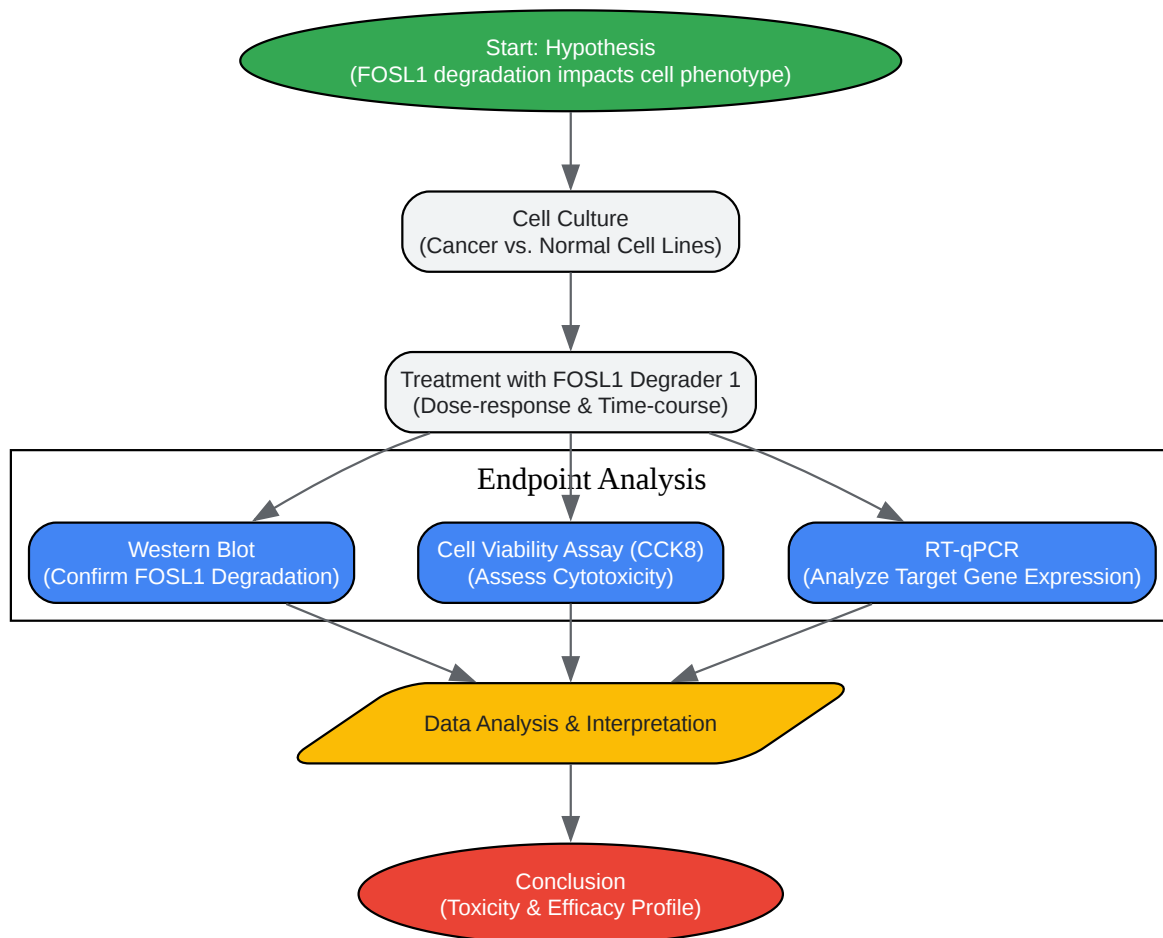 Start: Hypothesis
(FOSL1 degradation impacts cell phenotype)
Cell Culture
(Cancer vs. Normal Cell Lines)
Treatment with FOSL1 Degrader 1
(Dose-response & Time-course)
Endpoint Analysis
Western Blot
(Confirm FOSL1 Degradation)
Cell Viability Assay (CCK8)
(Assess Cytotoxicity)
RT-qPCR
(Analyze Target Gene Expression)
Data Analysis & Interpretation
Conclusion
(Toxicity & Efficacy Profile)